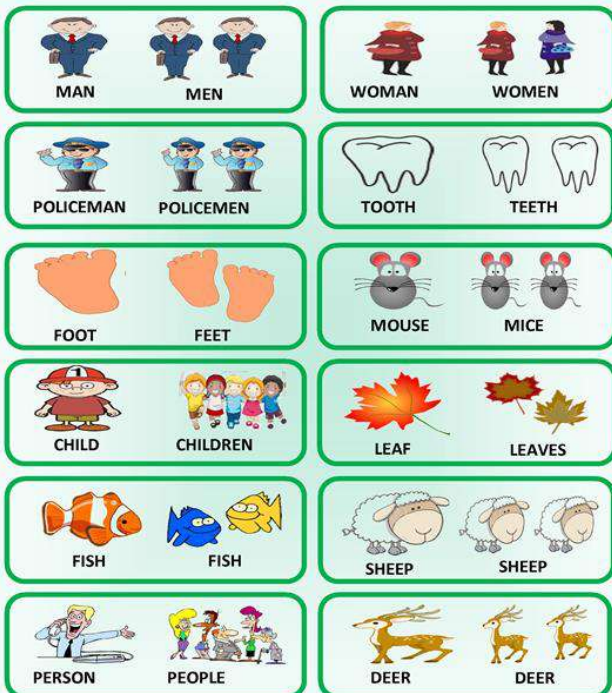 MAN MEN
WOMAN WOMEN
POLICEMAN POLICEMEN
TOOTH TEETH
FOOT FEET
MOUSE MICE
1
CHILD CHILDREN
LEAF LEAVES
FISH FISH
SHEEP SHEEP
PERSON PEOPLE
DEER DEER